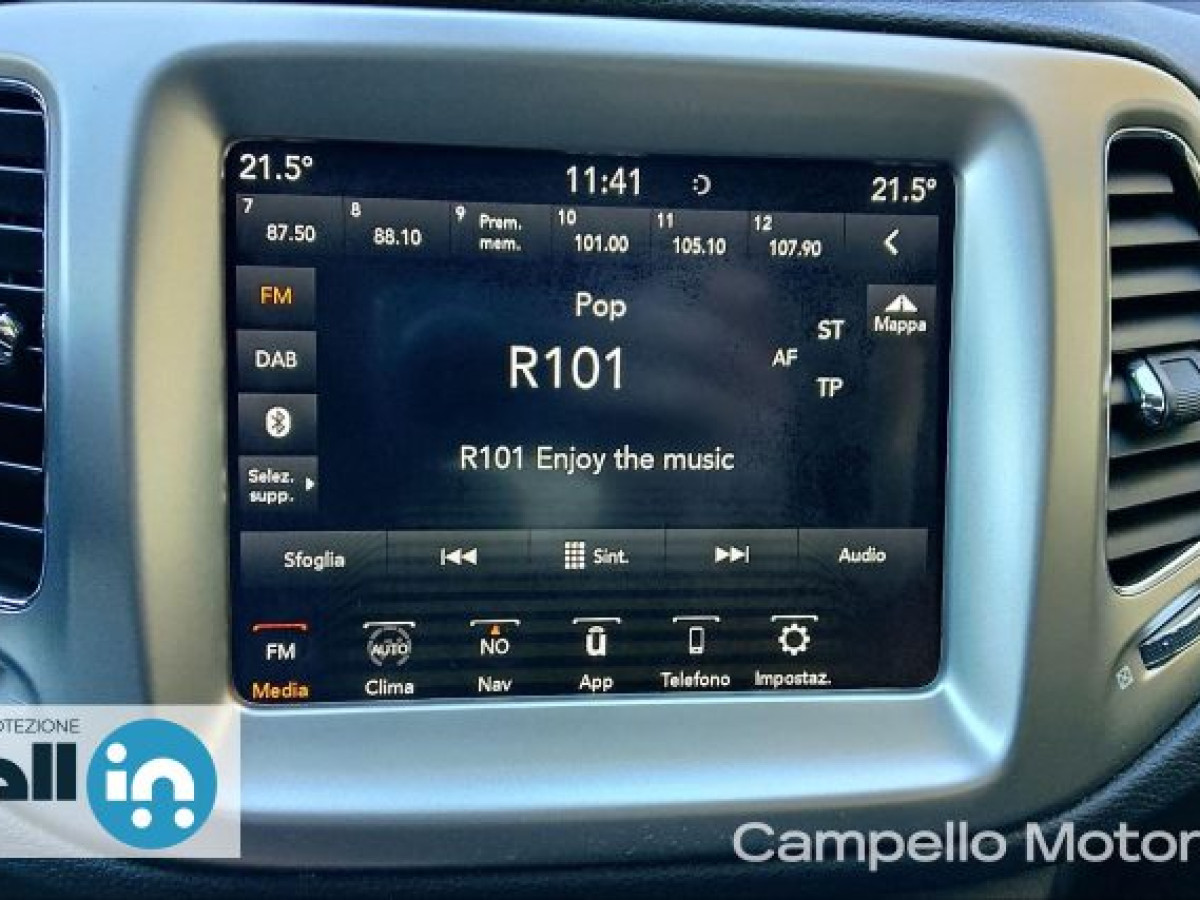 21.5°
11:41
21.5°
7
87.50
8
88.10
9
Prem.
mem.
10
101.00
11
105.10
12
107.90
FM
Pop
Mappa
ST
DAB
R101
AF
TP
R101 Enjoy the music
Selez.
supp.
Sfoglia
Sint.
Audio
FM
Media
AUTO
Clima
NO
Nav
App
Telefono
Impostaz.
OTEZIONE
all
in
Campello Motor